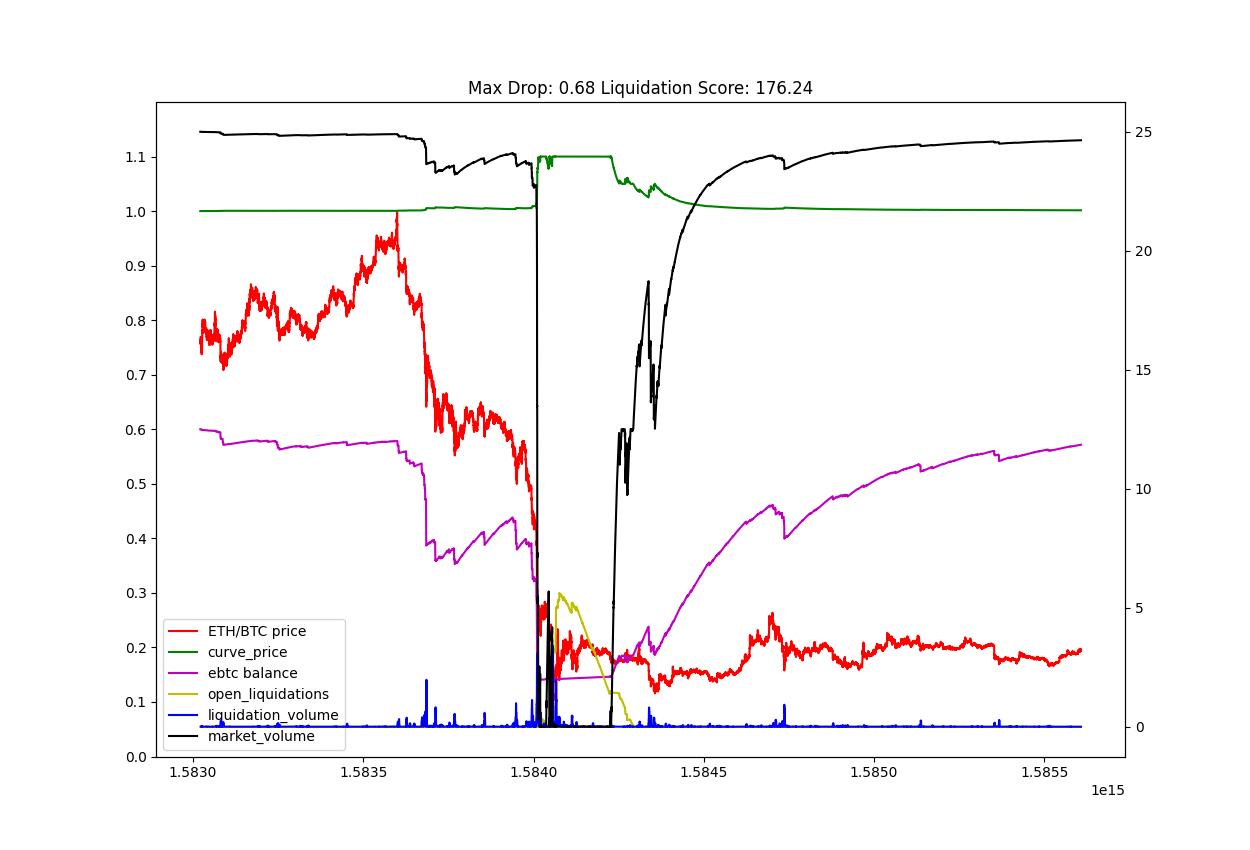 Max Drop: 0.68 Liquidation Score: 176.24
1.1
1.0
0.9
0.8
0.7
0.6
0.5
0.4
0.3
0.2
0.1
0.0
25
20
15
10
5
0
ETH/BTC price
curve_price
ebtc balance
open_liquidations
liquidation_volume
market_volume
1.5830 1.5835 1.5840 1.5845 1.5850 1.5855
1e15